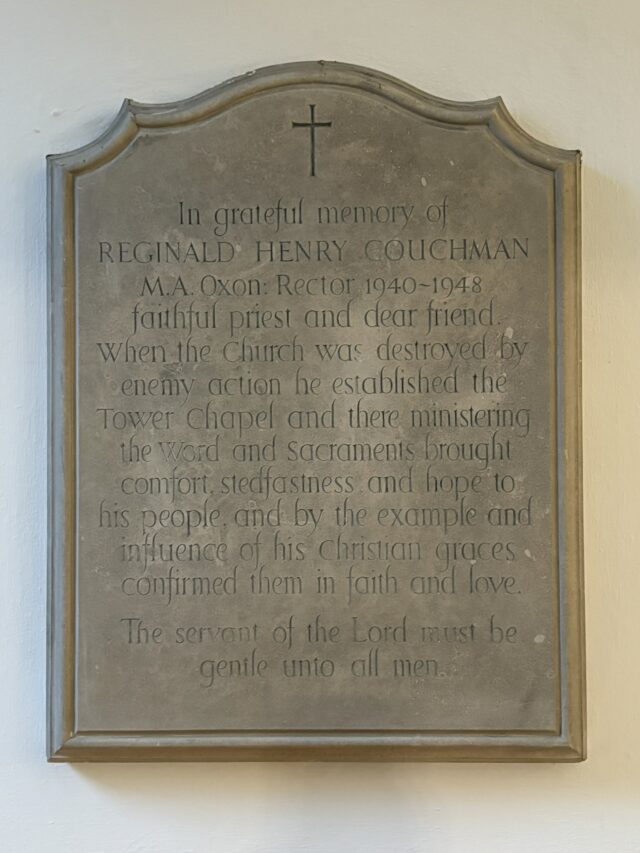 In grateful memory of
REGINALD HENRY COUCHMAN
M.A. Oxon: Rector 1940~1948
faithful priest and dear friend.
When the Church was destroyed by
enemy action he established the
Tower Chapel and there ministering
the Word and Sacraments brought
comfort, stedfastness and hope to
his people, and by the example and
influence of his Christian graces
confirmed them in faith and love.
The servant of the Lord must be
gentle unto all men.